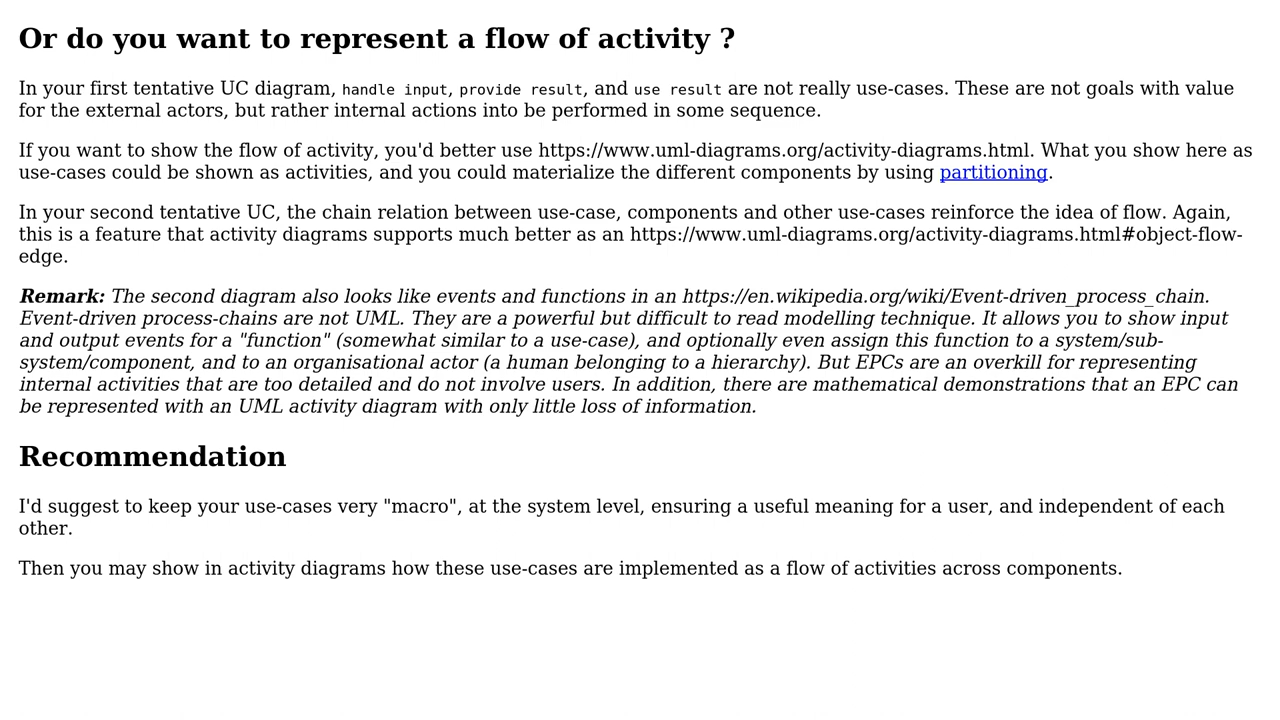 Or do you want to represent a flow of activity ?
In your first tentative UC diagram, handle input, provide result, and use result are not really use-cases. These are not goals with value
for the external actors, but rather internal actions into be performed in some sequence.
If you want to show the flow of activity, you'd better use https://www.uml-diagrams.org/activity-diagrams.html. What you show here as
use-cases could be shown as activities, and you could materialize the different components by using partitioning.
In your second tentative UC, the chain relation between use-case, components and other use-cases reinforce the idea of flow. Again,
this is a feature that activity diagrams supports much better as an https://www.uml-diagrams.org/activity-diagrams.html#object-flow-
edge.
Remark: The second diagram also looks like events and functions in an https://en.wikipedia.org/wiki/Event-driven_process_chain.
Event-driven process-chains are not UML. They are a powerful but difficult to read modelling technique. It allows you to show input
and output events for a "function" (somewhat similar to a use-case), and optionally even assign this function to a system/sub-
system/component, and to an organisational actor (a human belonging to a hierarchy). But EPCs are an overkill for representing
internal activities that are too detailed and do not involve users. In addition, there are mathematical demonstrations that an EPC can
be represented with an UML activity diagram with only little loss of information.
Recommendation
I'd suggest to keep your use-cases very "macro", at the system level, ensuring a useful meaning for a user, and independent of each
other.
Then you may show in activity diagrams how these use-cases are implemented as a flow of activities across components.